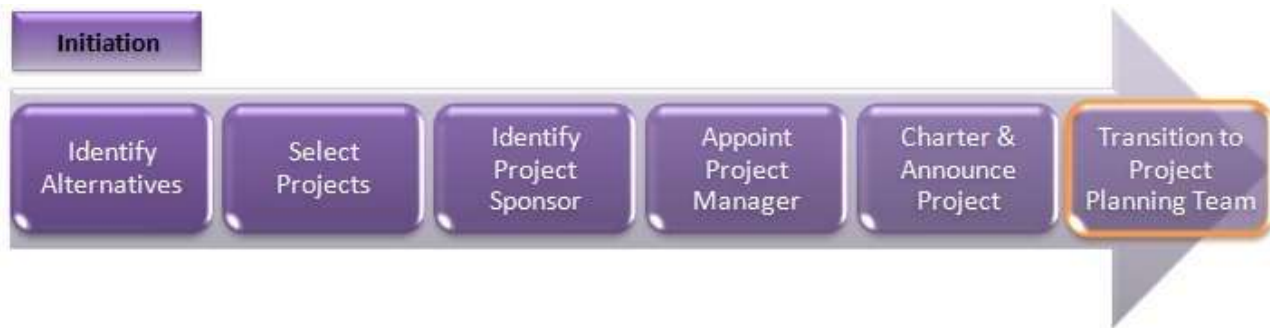 Initiation
Identify
Alternatives
Select
Projects
Identify
Project
Sponsor
Appoint
Project
Manager
Charter &
Announce
Project
Transition to
Project
Planning Team